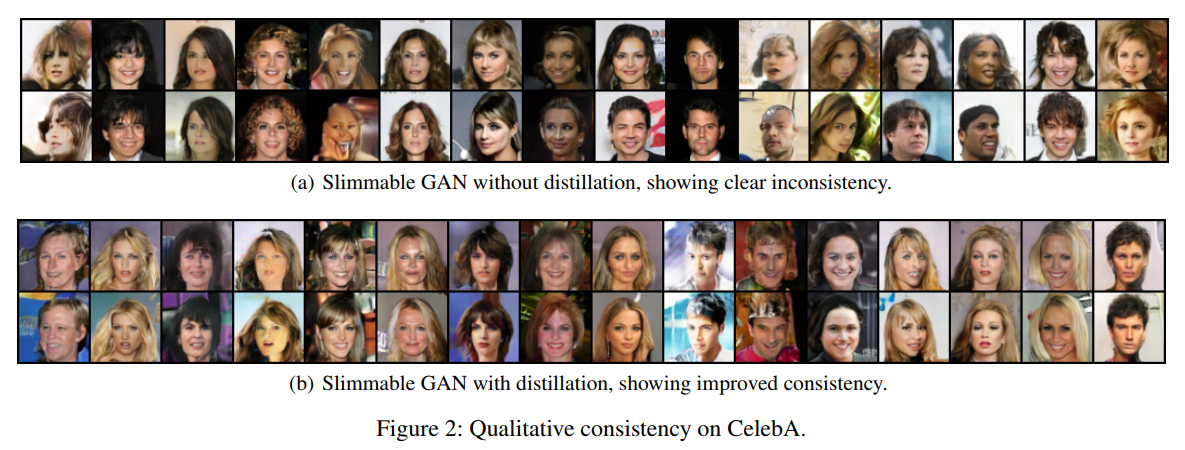 (a) Slimmable GAN without distillation, showing clear inconsistency.
(b) Slimmable GAN with distillation, showing improved consistency.
Figure 2: Qualitative consistency on CelebA.